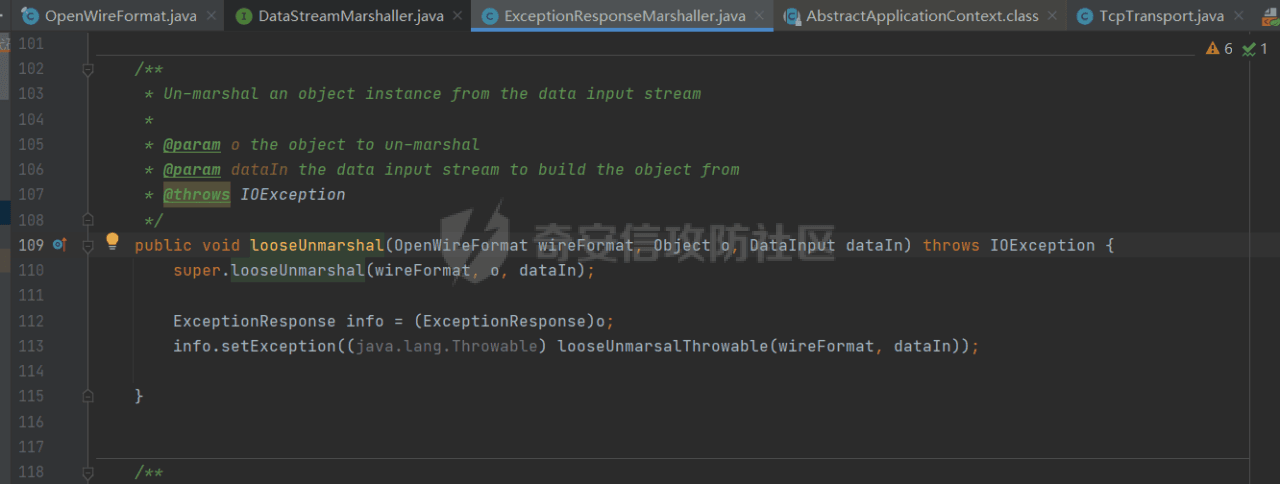 OpenWireFormat.java DataStreamMarshaller.java ExceptionResponseMarshaller.java AbstractApplicationContext.class TcpTransport.java
6 1
101
102 /**
103 * Un-marshal an object instance from the data input stream
104 *
105 * @param o the object to un-marshal
106 * @param dataIn the data input stream to build the object from
107 * @throws IOException
108 */
109 public void looseUnmarshal(OpenWireFormat wireFormat, Object o, DataInput dataIn) throws IOException {
110 super.looseUnmarshal(wireFormat, o, dataIn);
111
112 ExceptionResponse info = (ExceptionResponse)o;
113 info.setException((java.lang.Throwable) looseUnmarsalThrowable(wireFormat, dataIn));
114
115 }
116
117
118 /**
奇安信攻防社区